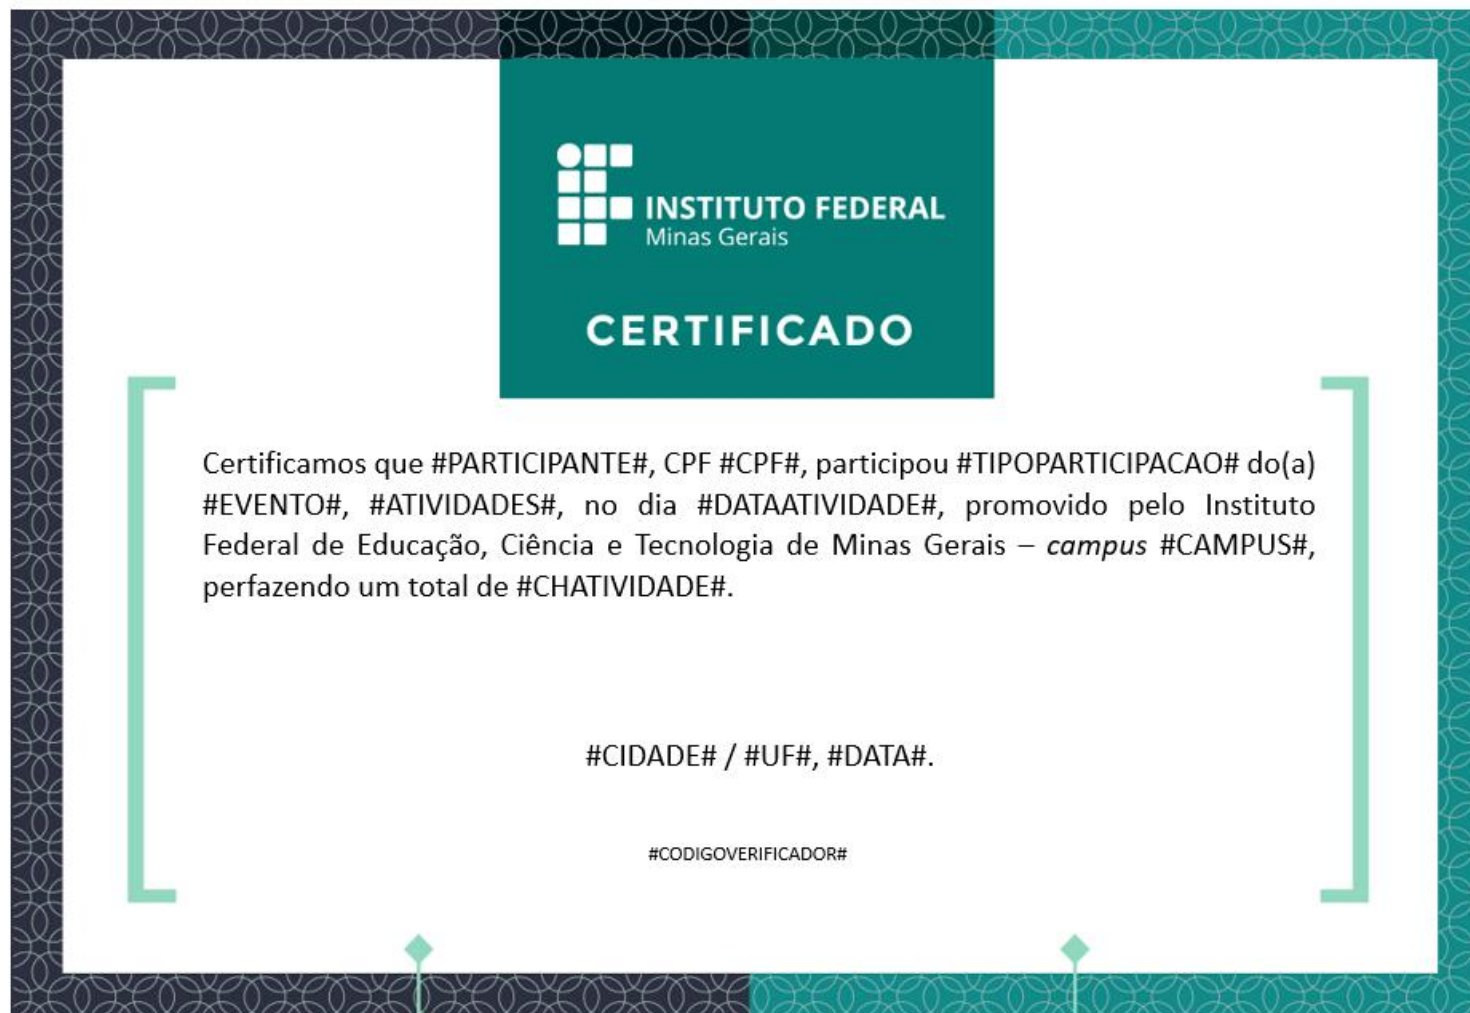 INSTITUTO FEDERAL
Minas Gerais
CERTIFICADO
Certificamos que #PARTICIPANTE#, CPF #CPF#, participou #TIPOPARTICIPACAO# do(a)
#EVENTO#, #ATIVIDADES#, no dia #DATAATIVIDADE#, promovido pelo Instituto
Federal de Educação, Ciência e Tecnologia de Minas Gerais – campus #CAMPUS#,
perfazendo um total de #CHATIVIDADE#.
#CIDADE# / #UF#, #DATA#.
#CODIGOVERIFICADOR#